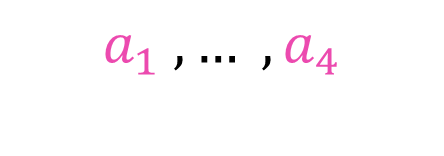 a₁ , … , a₄